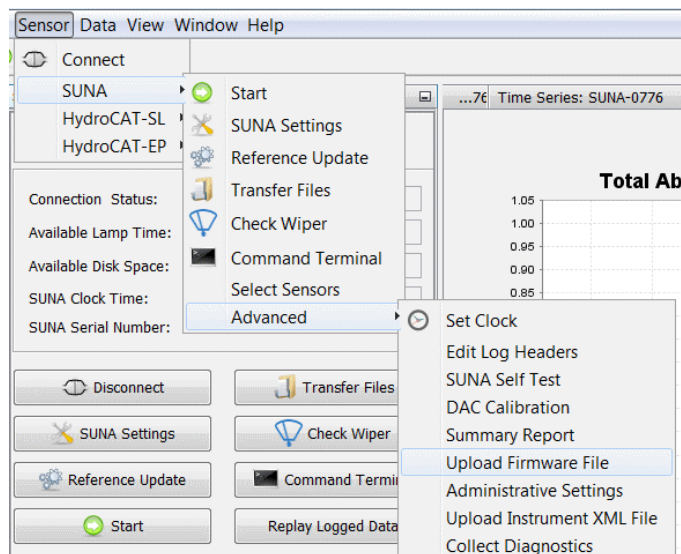 Sensor Data View Window Help
Connect
SUNA
HydroCAT-SL
HydroCAT-EP
Start
SUNA Settings
Reference Update
Transfer Files
Check Wiper
Command Terminal
Select Sensors
Advanced
Set Clock
Edit Log Headers
SUNA Self Test
DAC Calibration
Summary Report
Upload Firmware File
Administrative Settings
Upload Instrument XML File
Collect Diagnostics
Connection Status:
Available Lamp Time:
Available Disk Space:
SUNA Clock Time:
SUNA Serial Number:
Disconnect
Transfer Files
SUNA Settings
Check Wiper
Reference Update
Command Termi
Start
Replay Logged Data
...76 Time Series: SUNA-0776
Total Ab
1.05
1.00
0.95
0.90
0.85